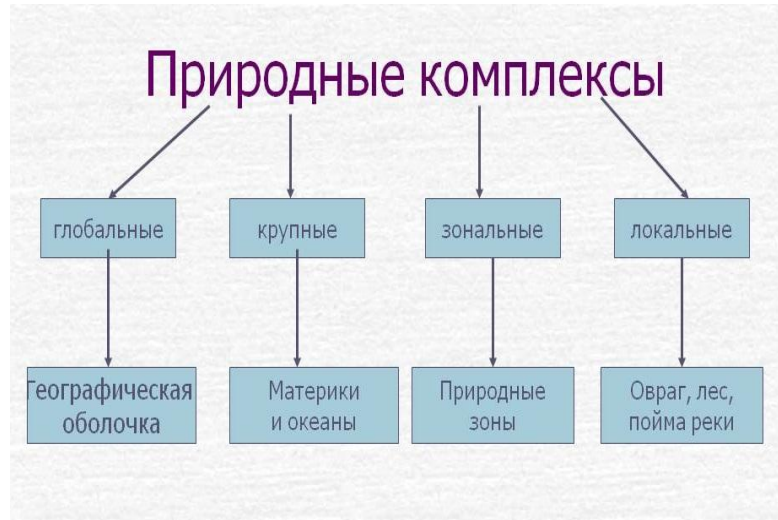 Природные комплексы
глобальные
крупные
зональные
локальные
Географическая
оболочка
Материки
и океаны
Природные
зоны
Овраг, лес,
пойма реки